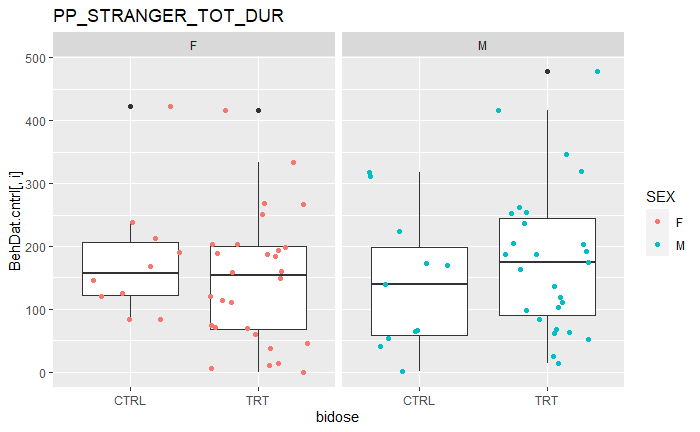 PP_STRANGER_TOT_DUR
F
M
500
400
300
200
100
0
BehDat.cntrl[, i]
CTRL
TRT
CTRL
TRT
bidose
SEX
F
M